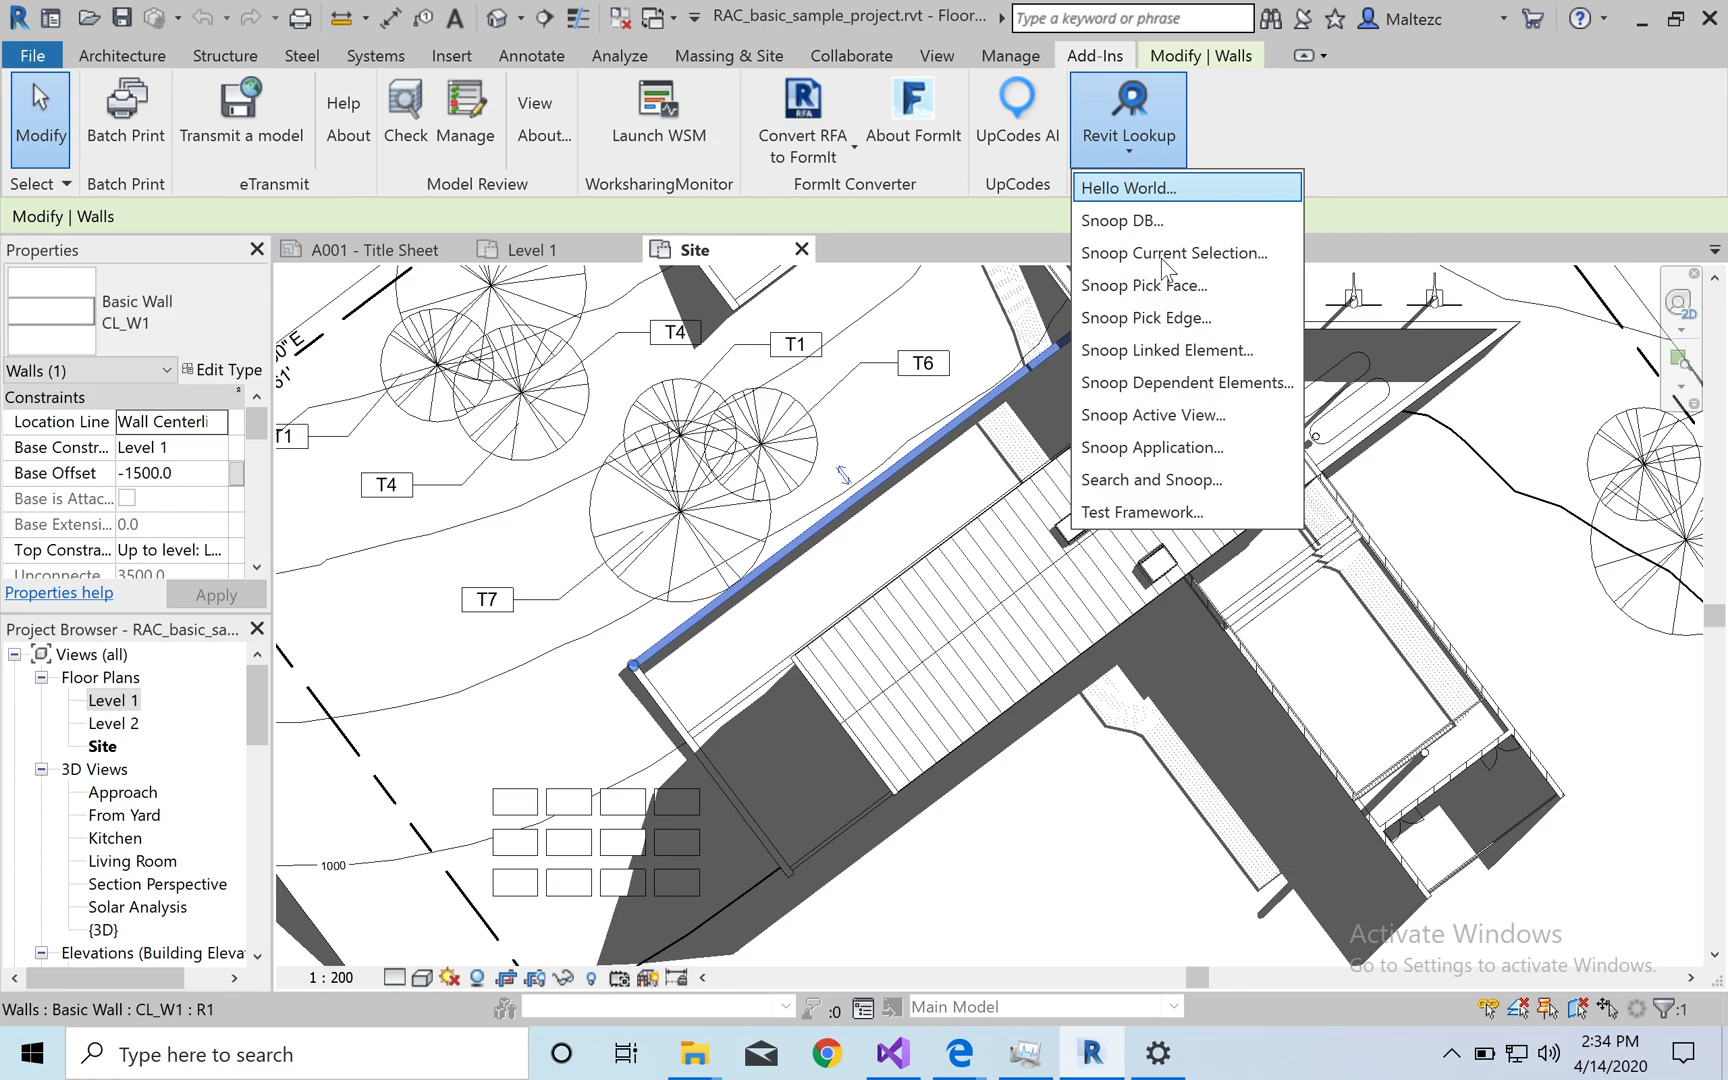 RAC_basic_sample_project.rvt - Floor...
Type a keyword or phrase
Maltezc
File
Architecture
Structure
Steel
Systems
Insert
Annotate
Analyze
Massing & Site
Collaborate
View
Manage
Add-Ins
Modify | Walls
Modify
Batch Print
Transmit a model
Help
About
Check
Manage
View
About...
Launch WSM
Convert RFA
to FormIt
About FormIt
UpCodes AI
Revit Lookup
Select
Batch Print
eTransmit
Model Review
WorksharingMonitor
FormIt Converter
UpCodes
Hello World...
Snoop DB...
Snoop Current Selection...
Snoop Pick Face...
Snoop Pick Edge...
Snoop Linked Element...
Snoop Dependent Elements...
Snoop Active View...
Snoop Application...
Search and Snoop...
Test Framework...
Modify | Walls
Properties
A001 - Title Sheet
Level 1
Site
Basic Wall
CL_W1
Walls (1)
Edit Type
Constraints
Location Line Wall Centerli
Base Constr... Level 1
Base Offset -1500.0
Base is Attac...
Base Extensi... 0.0
Top Constra... Up to level: L...
Unconnecte 3500.0
Properties help
Apply
Project Browser - RAC_basic_sa...
Views (all)
Floor Plans
Level 1
Level 2
Site
3D Views
Approach
From Yard
Kitchen
Living Room
Section Perspective
Solar Analysis
{3D}
Elevations (Building Eleva
T4
T1
T6
T1
T4
T7
1000
2D
Activate Windows
Go to Settings to activate Windows.
1 : 200
Walls : Basic Wall : CL_W1 : R1
:0
Main Model
:1
Type here to search
2:34 PM
4/14/2020